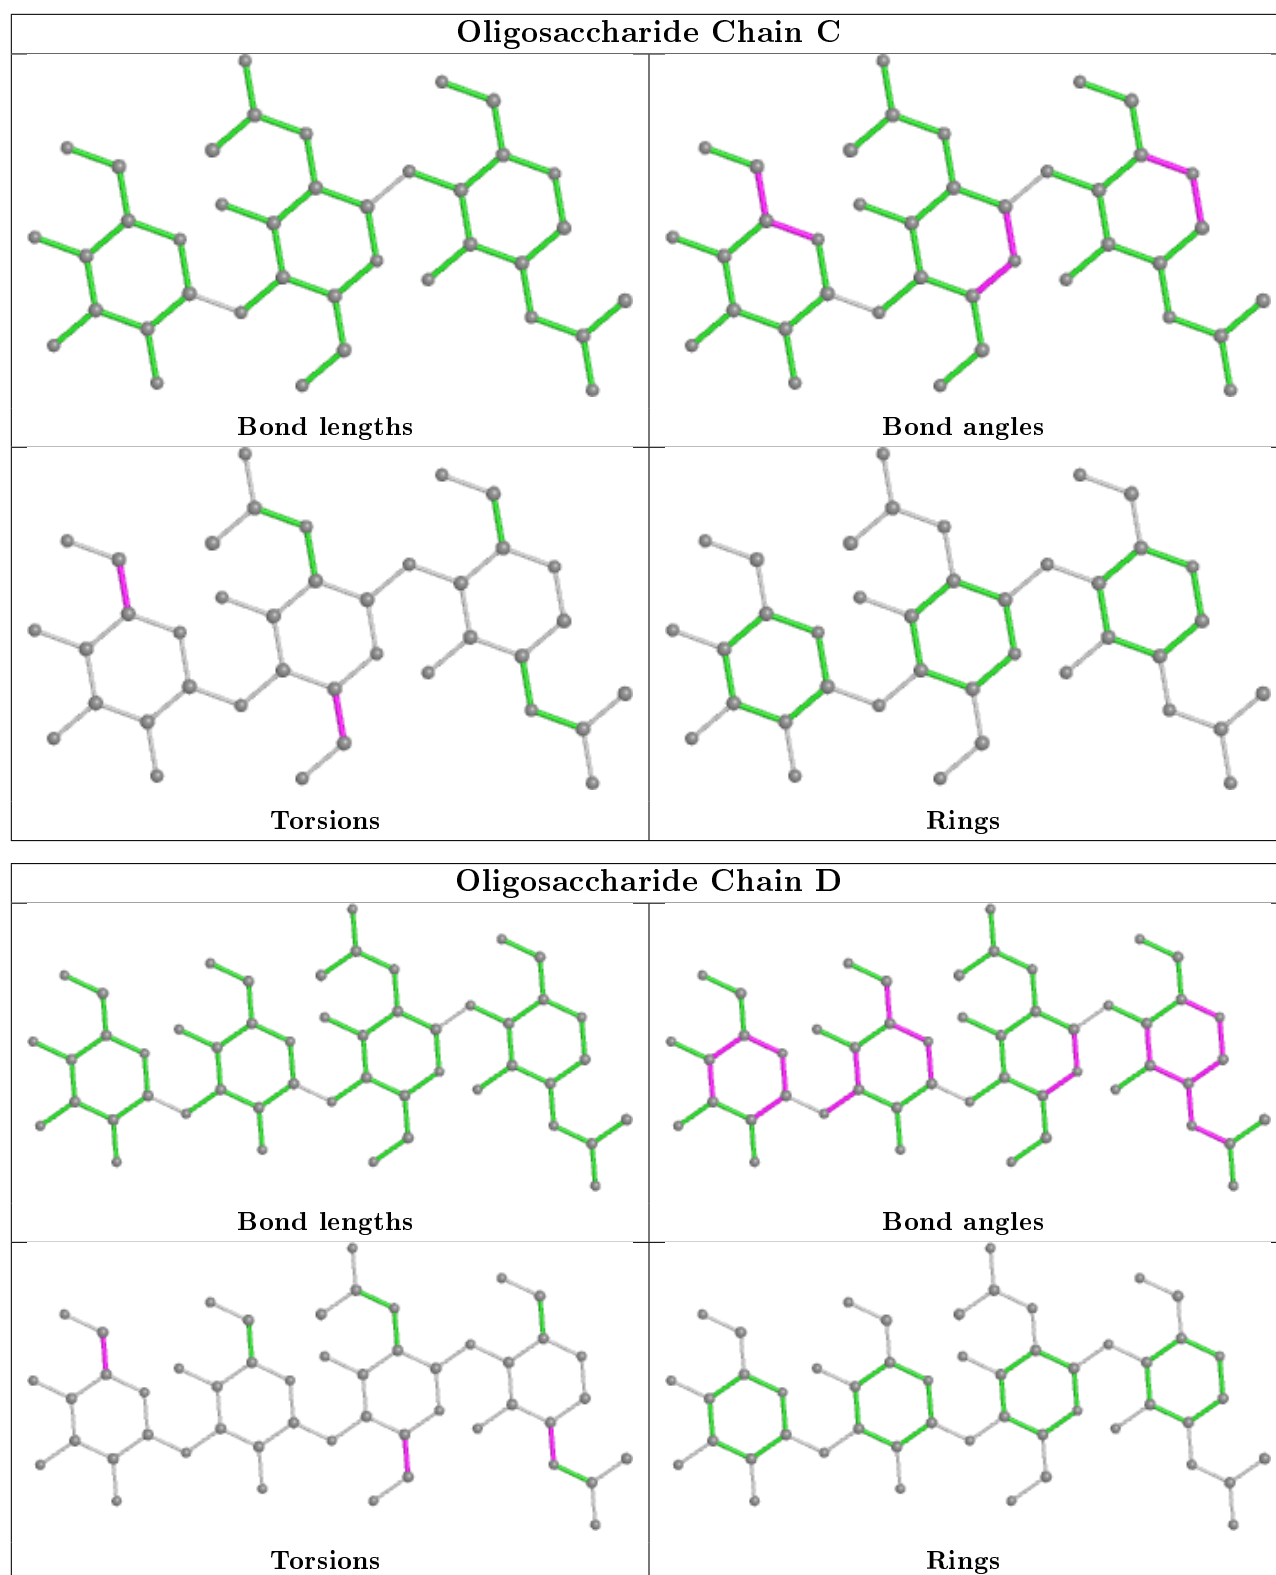 Oligosaccharide Chain C
Bond lengths
Bond angles
Torsions
Rings
Oligosaccharide Chain D
Bond lengths
Bond angles
Torsions
Rings